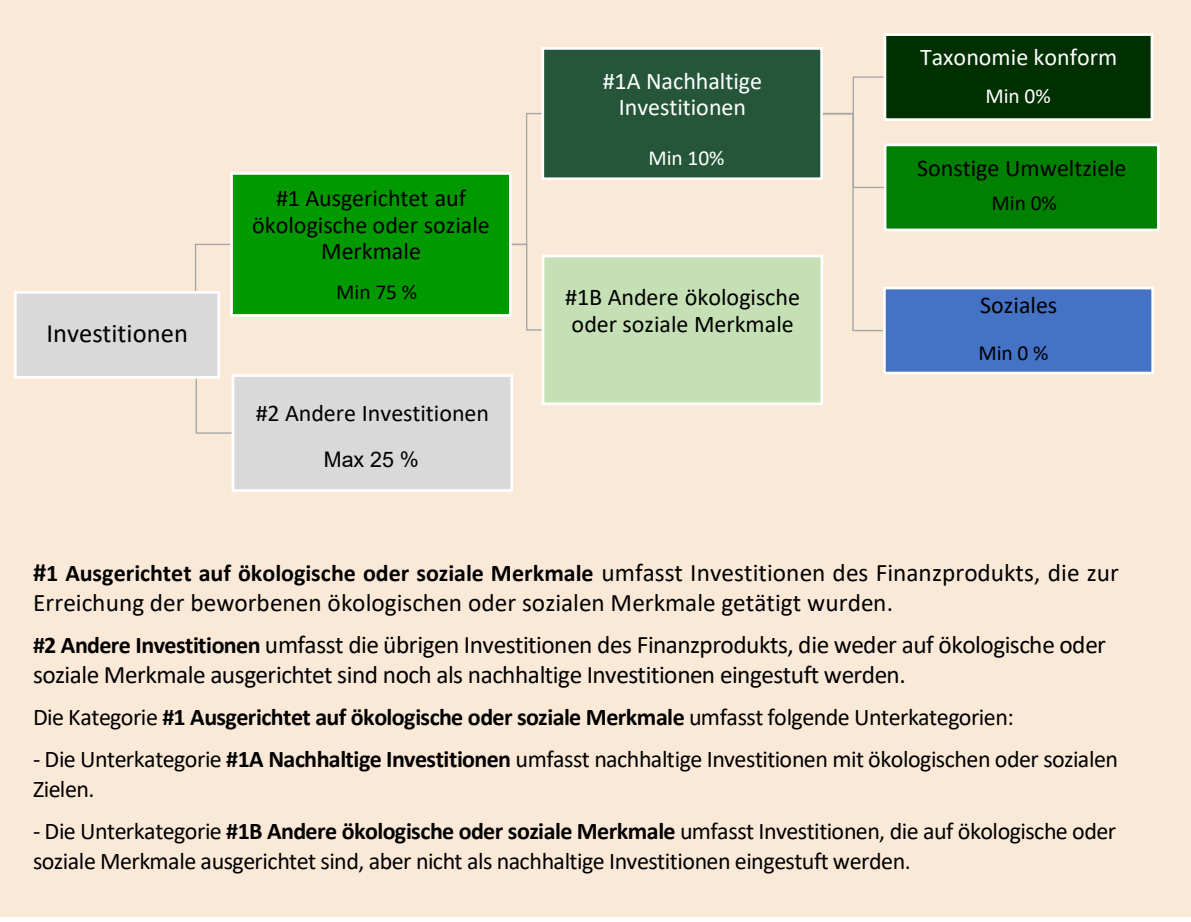 Taxonomie konform
Min 0%
#1A Nachhaltige
Investitionen
Min 10%
Sonstige Umweltziele
Min 0%
#1 Ausgerichtet auf
ökologische oder soziale
Merkmale
Min 75 %
#1B Andere ökologische
oder soziale Merkmale
Soziales
Min 0 %
Investitionen
#2 Andere Investitionen
Max 25 %
#1 Ausgerichtet auf ökologische oder soziale Merkmale umfasst Investitionen des Finanzprodukts, die zur
Erreichung der beworbenen ökologischen oder sozialen Merkmale getätigt wurden.
#2 Andere Investitionen umfasst die übrigen Investitionen des Finanzprodukts, die weder auf ökologische oder
soziale Merkmale ausgerichtet sind noch als nachhaltige Investitionen eingestuft werden.
Die Kategorie #1 Ausgerichtet auf ökologische oder soziale Merkmale umfasst folgende Unterkategorien:
- Die Unterkategorie #1A Nachhaltige Investitionen umfasst nachhaltige Investitionen mit ökologischen oder sozialen
Zielen.
- Die Unterkategorie #1B Andere ökologische oder soziale Merkmale umfasst Investitionen, die auf ökologische oder
soziale Merkmale ausgerichtet sind, aber nicht als nachhaltige Investitionen eingestuft werden.